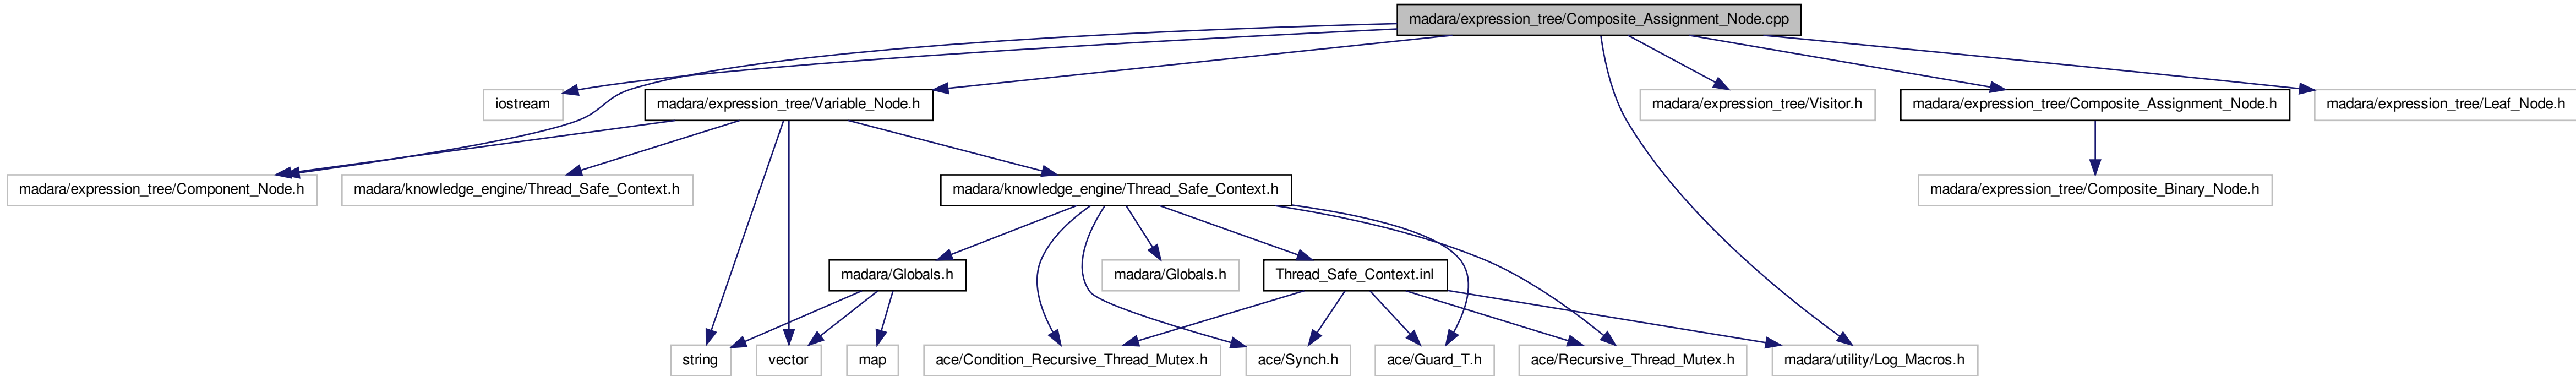 madara/expression_tree/Composite_Assignment_Node.cpp
iostream
madara/expression_tree/Variable_Node.h
madara/expression_tree/Visitor.h
madara/expression_tree/Composite_Assignment_Node.h
madara/expression_tree/Leaf_Node.h
madara/expression_tree/Component_Node.h
madara/knowledge_engine/Thread_Safe_Context.h
madara/knowledge_engine/Thread_Safe_Context.h
madara/expression_tree/Composite_Binary_Node.h
madara/Globals.h
madara/Globals.h
Thread_Safe_Context.inl
string
vector
map
ace/Condition_Recursive_Thread_Mutex.h
ace/Synch.h
ace/Guard_T.h
ace/Recursive_Thread_Mutex.h
madara/utility/Log_Macros.h